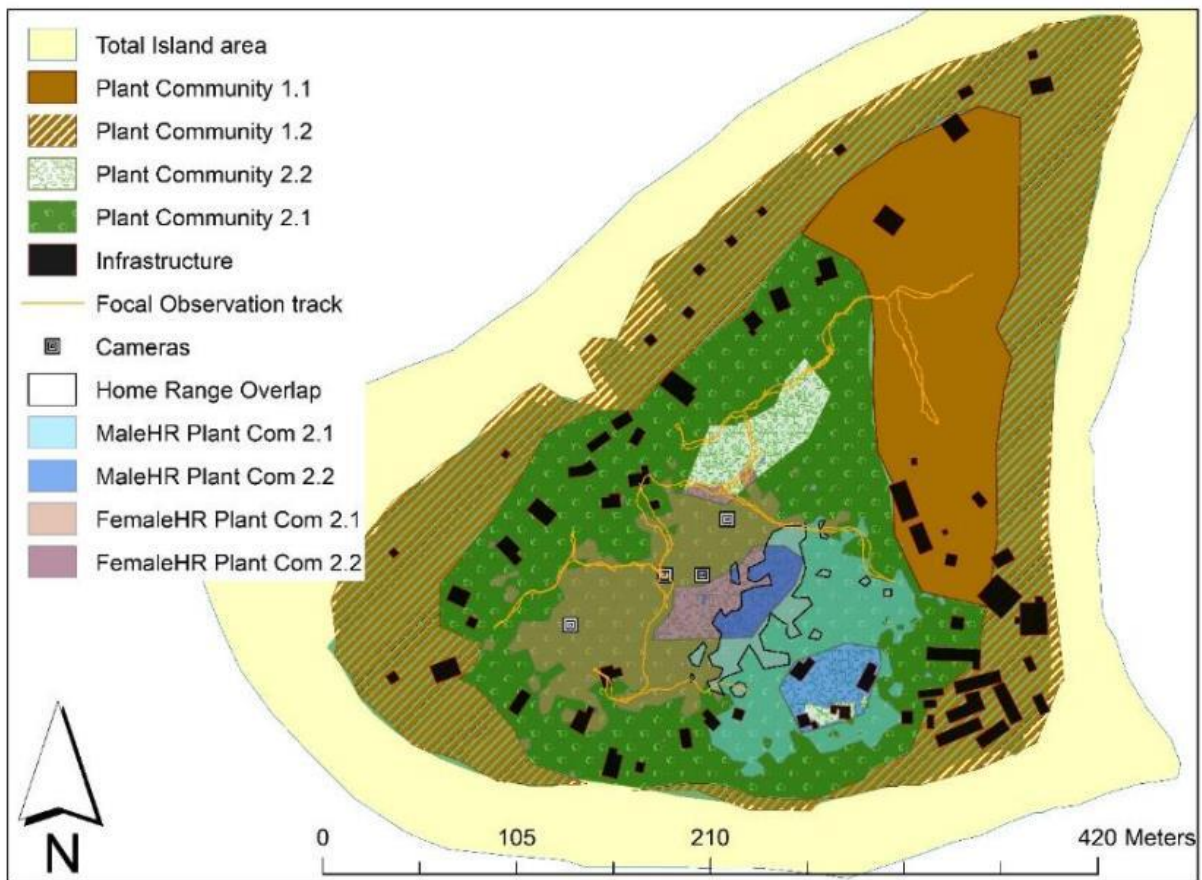 Total Island area
Plant Community 1.1
Plant Community 1.2
Plant Community 2.2
Plant Community 2.1
Infrastructure
Focal Observation track
Cameras
Home Range Overlap
MaleHR Plant Com 2.1
MaleHR Plant Com 2.2
FemaleHR Plant Com 2.1
FemaleHR Plant Com 2.2
N
0 105 210 420 Meters